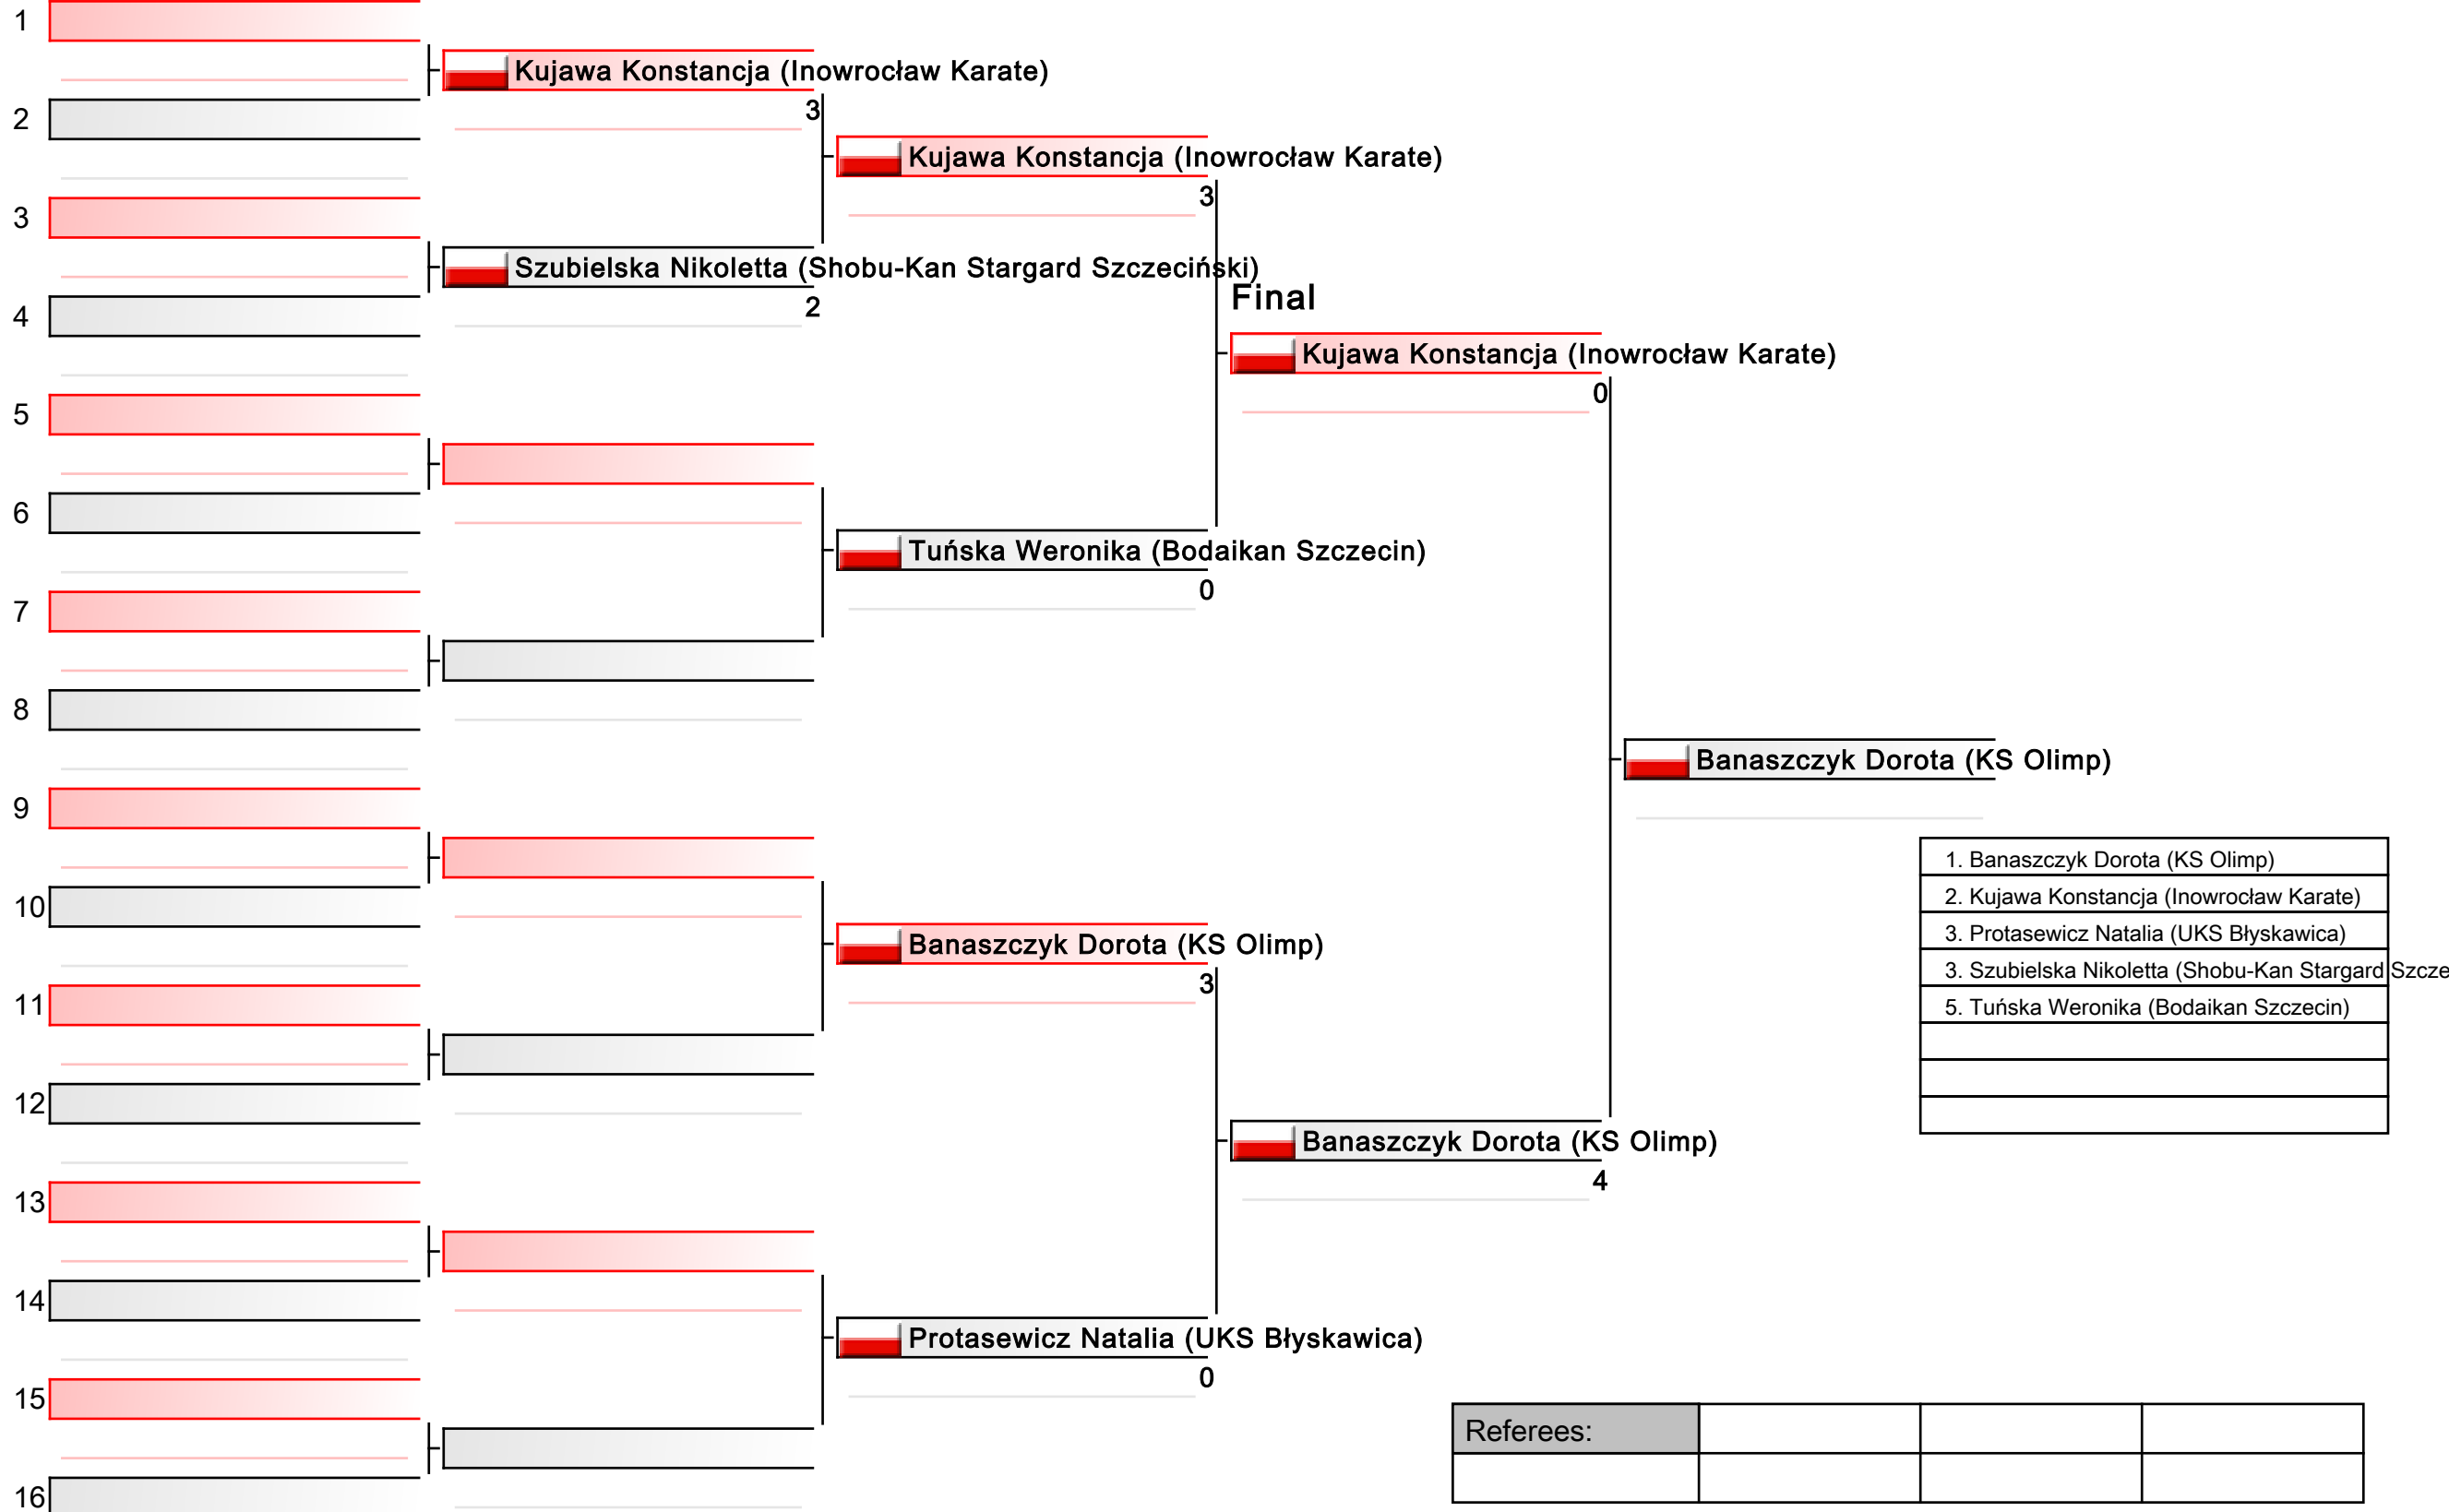 1
Kujawa Konstancja (Inowrocław Karate)
3
2
Kujawa Konstancja (Inowrocław Karate)
3
3
Szubielska Nikoletta (Shobu-Kan Stargard Szczeciński)
2
4
Final
Kujawa Konstancja (Inowrocław Karate)
0
5
6
Tuńska Weronika (Bodaikan Szczecin)
0
7
8
Banaszczyk Dorota (KS Olimp)
9
1. Banaszczyk Dorota (KS Olimp)
2. Kujawa Konstancja (Inowrocław Karate)
3. Protasewicz Natalia (UKS Błyskawica)
3. Szubielska Nikoletta (Shobu-Kan Stargard Szcze
5. Tuńska Weronika (Bodaikan Szczecin)
10
Banaszczyk Dorota (KS Olimp)
3
11
12
Banaszczyk Dorota (KS Olimp)
4
13
14
Protasewicz Natalia (UKS Błyskawica)
0
15
Referees:
16